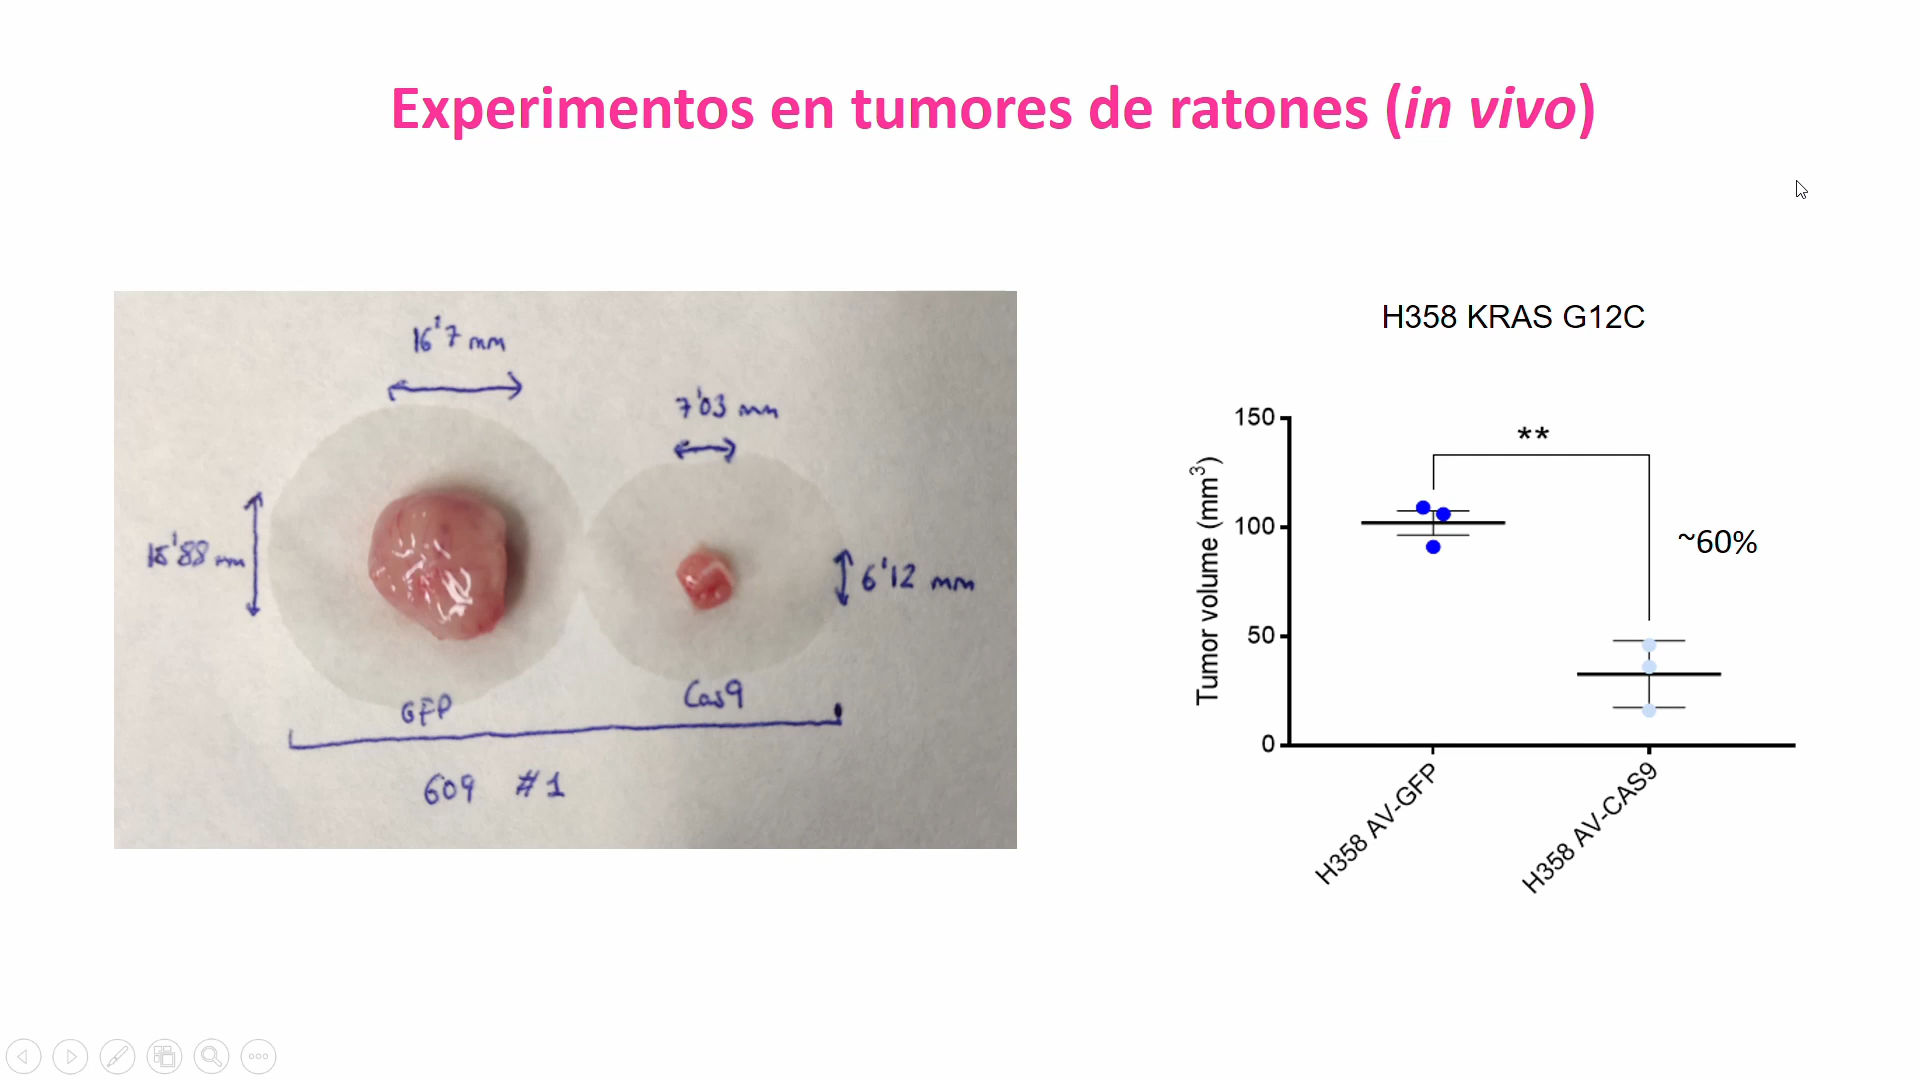 Experimentos en tumores de ratones (in vivo)
16'7 mm
7'03 mm
15'88 mm
6'12 mm
GFP
Cas9
609 #1
H358 KRAS G12C
150
100
50
0
Tumor volume (mm³)
**
~60%
H358 AV-GFP
H358 AV-CAS9